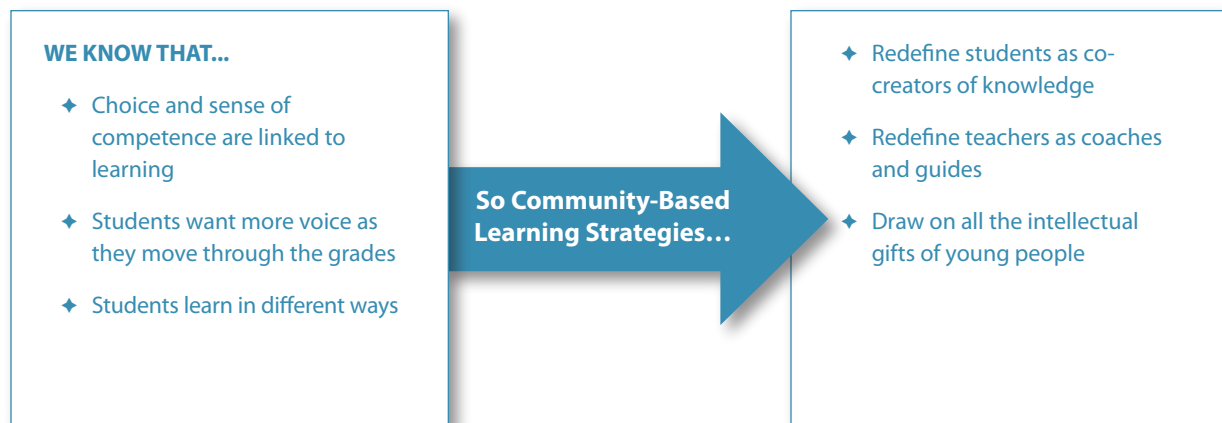 WE KNOW THAT...
✦ Choice and sense of
competence are linked to
learning
✦ Students want more voice as
they move through the grades
✦ Students learn in different ways
So Community-Based
Learning Strategies…
✦ Redefine students as co-
creators of knowledge
✦ Redefine teachers as coaches
and guides
✦ Draw on all the intellectual
gifts of young people